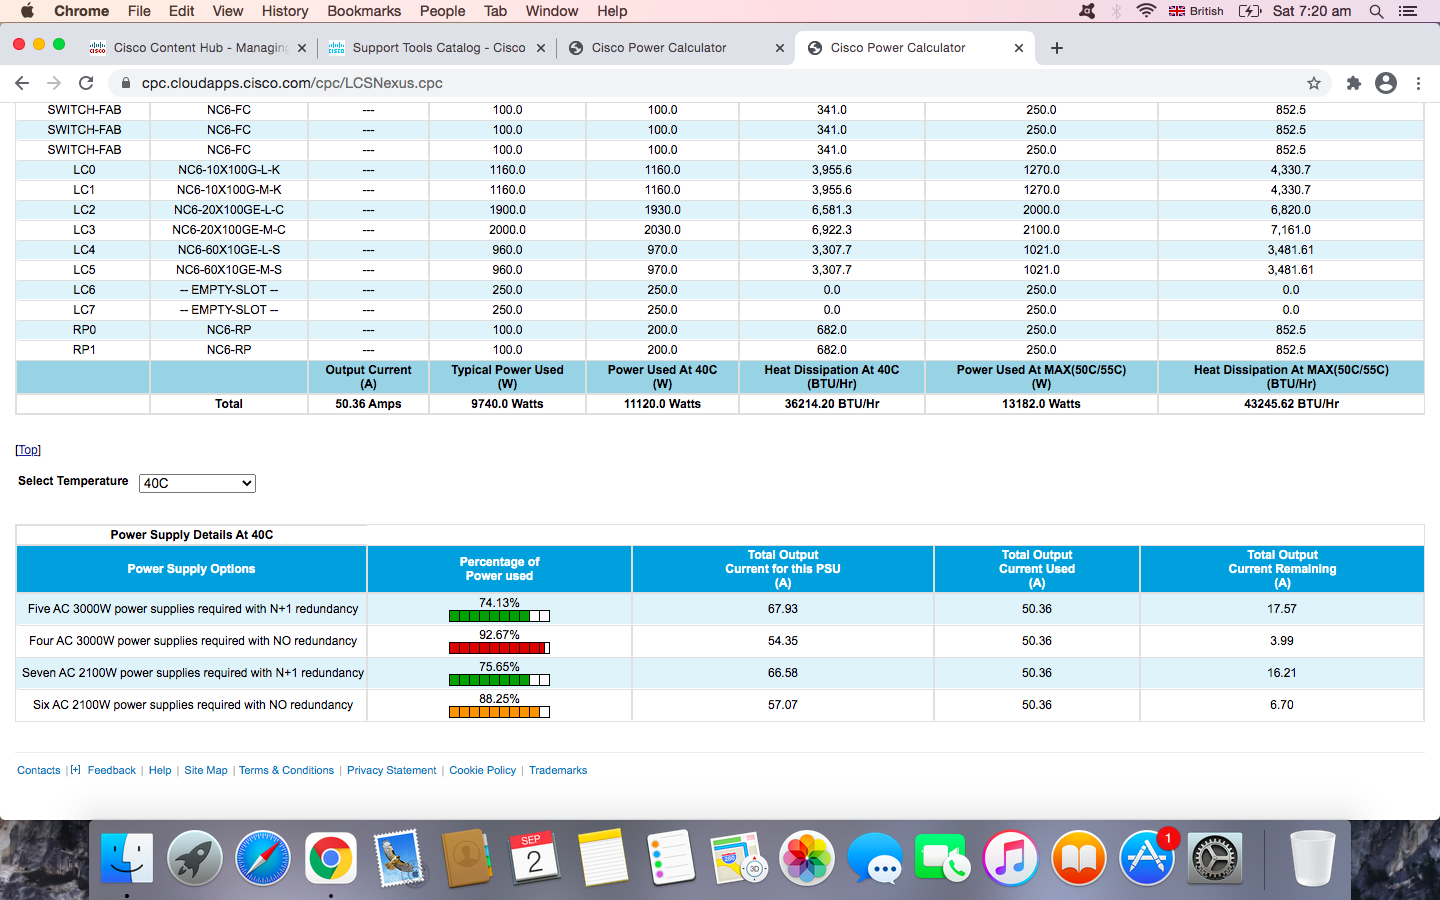 Chrome File Edit View History Bookmarks People Tab Window Help British Sat 7:20 am
Cisco Content Hub - Managing Support Tools Catalog - Cisco Cisco Power Calculator Cisco Power Calculator
cpc.cloudapps.cisco.com/cpc/LCSNexus.cpc
SWITCH-FAB NC6-FC --- 100.0 100.0 341.0 250.0 852.5
SWITCH-FAB NC6-FC --- 100.0 100.0 341.0 250.0 852.5
SWITCH-FAB NC6-FC --- 100.0 100.0 341.0 250.0 852.5
LC0 NC6-10X100G-L-K --- 1160.0 1160.0 3,955.6 1270.0 4,330.7
LC1 NC6-10X100G-M-K --- 1160.0 1160.0 3,955.6 1270.0 4,330.7
LC2 NC6-20X100GE-L-C --- 1900.0 1930.0 6,581.3 2000.0 6,820.0
LC3 NC6-20X100GE-M-C --- 2000.0 2030.0 6,922.3 2100.0 7,161.0
LC4 NC6-60X10GE-L-S --- 960.0 970.0 3,307.7 1021.0 3,481.61
LC5 NC6-60X10GE-M-S --- 960.0 970.0 3,307.7 1021.0 3,481.61
LC6 -- EMPTY-SLOT -- --- 250.0 250.0 0.0 250.0 0.0
LC7 -- EMPTY-SLOT -- --- 250.0 250.0 0.0 250.0 0.0
RP0 NC6-RP --- 100.0 200.0 682.0 250.0 852.5
RP1 NC6-RP --- 100.0 200.0 682.0 250.0 852.5
Output Current Typical Power Used Power Used At 40C Heat Dissipation At 40C Power Used At MAX(50C/55C) Heat Dissipation At MAX(50C/55C)
(A) (W) (W) (BTU/Hr) (W) (BTU/Hr)
Total 50.36 Amps 9740.0 Watts 11120.0 Watts 36214.20 BTU/Hr 13182.0 Watts 43245.62 BTU/Hr
[Top]
Select Temperature 40C
Power Supply Details At 40C
Power Supply Options
Percentage of
Power used
Total Output
Current for this PSU
(A)
Total Output
Current Used
(A)
Total Output
Current Remaining
(A)
Five AC 3000W power supplies required with N+1 redundancy 74.13% 67.93 50.36 17.57
Four AC 3000W power supplies required with NO redundancy 92.67% 54.35 50.36 3.99
Seven AC 2100W power supplies required with N+1 redundancy 75.65% 66.58 50.36 16.21
Six AC 2100W power supplies required with NO redundancy 88.25% 57.07 50.36 6.70
Contacts | [+] Feedback | Help | Site Map | Terms & Conditions | Privacy Statement | Cookie Policy | Trademarks
SEP
2
280
3D
1